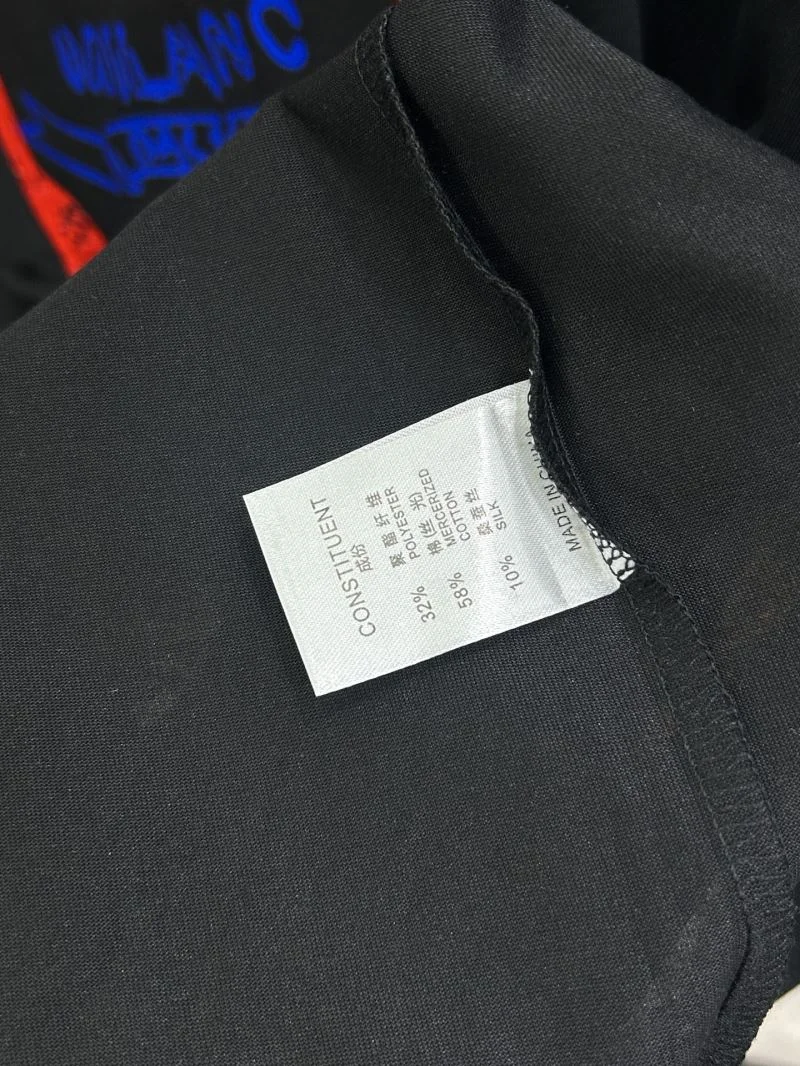 MILANO
CONSTITUENT
成份
聚酯纤维
POLYESTER
32%
棉(丝光
MERCERIZED
COTTON
58%
桑蚕丝
SILK
10%
MADE IN CHINA